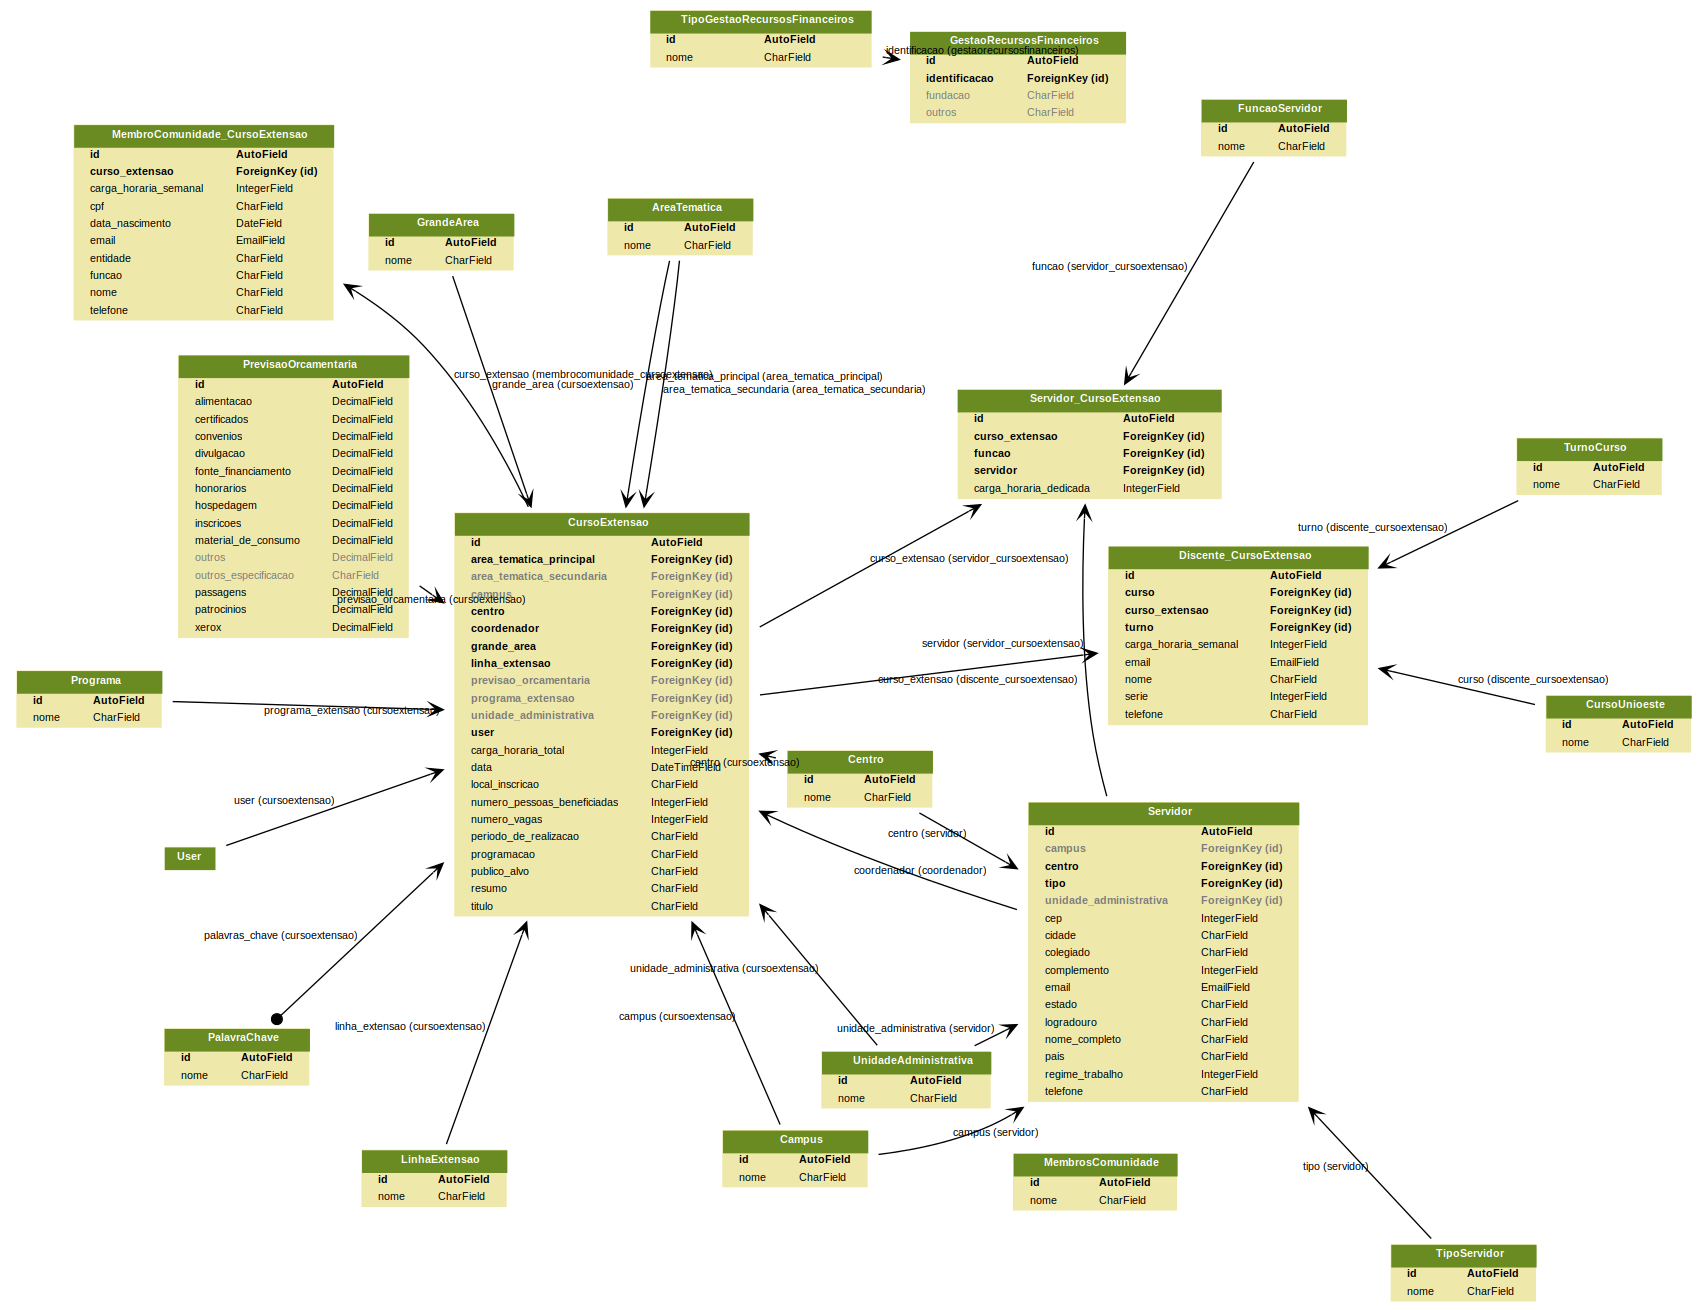 TipoGestaoRecursosFinanceiros
id AutoField
nome CharField
identificacao (gestaorecursosfinanceiros)
GestaoRecursosFinanceiros
id AutoField
identificacao ForeignKey (id)
fundacao CharField
outros CharField
FuncaoServidor
id AutoField
nome CharField
MembroComunidade_CursoExtensao
id AutoField
curso_extensao ForeignKey (id)
carga_horaria_semanal IntegerField
cpf CharField
data_nascimento DateField
email EmailField
entidade CharField
funcao CharField
nome CharField
telefone CharField
GrandeArea
id AutoField
nome CharField
AreaTematica
id AutoField
nome CharField
funcao (servidor_cursoextensao)
PrevisaoOrcamentaria
id AutoField
alimentacao DecimalField
certificados DecimalField
convenios DecimalField
divulgacao DecimalField
fonte_financiamento DecimalField
honorarios DecimalField
hospedagem DecimalField
inscricoes DecimalField
material_de_consumo DecimalField
outros DecimalField
outros_especificacao CharField
passagens DecimalField
patrocinios DecimalField
xerox DecimalField
curso_extensao (membrocomunidade_cursoextensao)
grande_area (cursoextensao)
area_tematica_principal (area_tematica_principal)
area_tematica_secundaria (area_tematica_secundaria)
Servidor_CursoExtensao
id AutoField
curso_extensao ForeignKey (id)
funcao ForeignKey (id)
servidor ForeignKey (id)
carga_horaria_dedicada IntegerField
TurnoCurso
id AutoField
nome CharField
turno (discente_cursoextensao)
CursoExtensao
id AutoField
area_tematica_principal ForeignKey (id)
area_tematica_secundaria ForeignKey (id)
campus ForeignKey (id)
centro ForeignKey (id)
coordenador ForeignKey (id)
grande_area ForeignKey (id)
linha_extensao ForeignKey (id)
previsao_orcamentaria ForeignKey (id)
programa_extensao ForeignKey (id)
unidade_administrativa ForeignKey (id)
user ForeignKey (id)
carga_horaria_total IntegerField
data DateTimeField
local_inscricao CharField
numero_pessoas_beneficiadas IntegerField
numero_vagas IntegerField
periodo_de_realizacao CharField
programacao CharField
publico_alvo CharField
resumo CharField
titulo CharField
previsao_orcamentaria (cursoextensao)
curso_extensao (servidor_cursoextensao)
Discente_CursoExtensao
id AutoField
curso ForeignKey (id)
curso_extensao ForeignKey (id)
turno ForeignKey (id)
carga_horaria_semanal IntegerField
email EmailField
nome CharField
serie IntegerField
telefone CharField
servidor (servidor_cursoextensao)
curso_extensao (discente_cursoextensao)
curso (discente_cursoextensao)
Programa
id AutoField
nome CharField
programa_extensao (cursoextensao)
CursoUnioeste
id AutoField
nome CharField
centro (cursoextensao)
Centro
id AutoField
nome CharField
user (cursoextensao)
User
centro (servidor)
coordenador (coordenador)
Servidor
id AutoField
campus ForeignKey (id)
centro ForeignKey (id)
tipo ForeignKey (id)
unidade_administrativa ForeignKey (id)
cep IntegerField
cidade CharField
colegiado CharField
complemento IntegerField
email EmailField
estado CharField
logradouro CharField
nome_completo CharField
pais CharField
regime_trabalho IntegerField
telefone CharField
palavras_chave (cursoextensao)
unidade_administrativa (cursoextensao)
linha_extensao (cursoextensao)
campus (cursoextensao)
unidade_administrativa (servidor)
PalavraChave
id AutoField
nome CharField
UnidadeAdministrativa
id AutoField
nome CharField
campus (servidor)
LinhaExtensao
id AutoField
nome CharField
Campus
id AutoField
nome CharField
MembrosComunidade
id AutoField
nome CharField
tipo (servidor)
TipoServidor
id AutoField
nome CharField